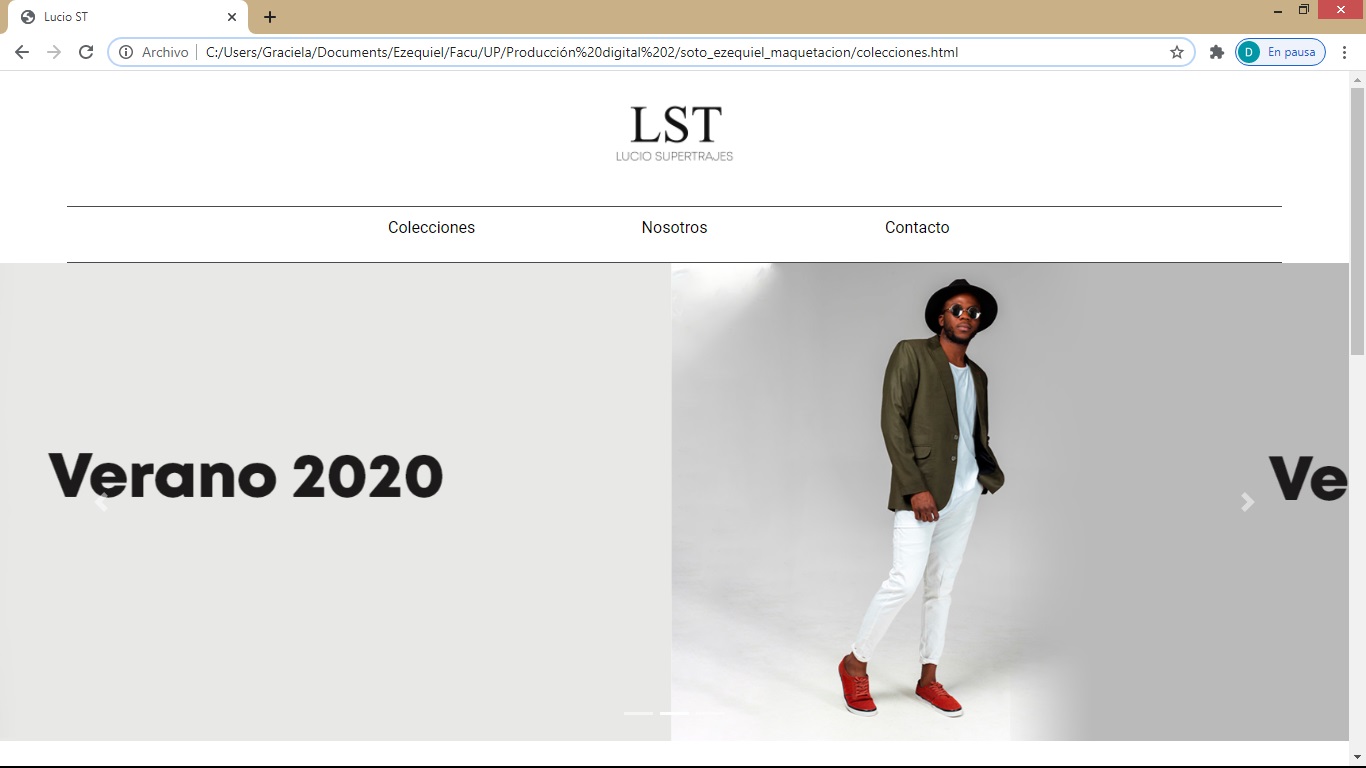 Lucio ST
Archivo
C:/Users/Graciela/Documents/Ezequiel/Facu/UP/Producción%20digital%202/soto_ezequiel_maquetacion/colecciones.html
D
En pausa
LST
LUCIO SUPERTRAJES
Colecciones
Nosotros
Contacto
Verano 2020
Ve